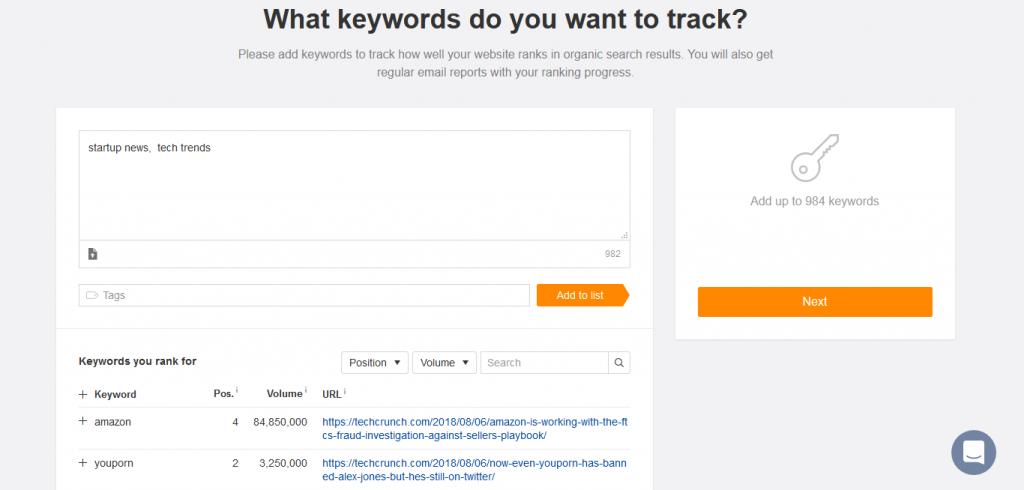 What keywords do you want to track?
Please add keywords to track how well your website ranks in organic search results. You will also get
regular email reports with your ranking progress.
startup news,  tech trends
982
Tags
Add to list
Add up to 984 keywords
Next
Keywords you rank for
Position
Volume
Search
+ Keyword Pos. i Volume i URL i
+ amazon 4 84,850,000 https://techcrunch.com/2018/08/06/amazon-is-working-with-the-ft
cs-fraud-investigation-against-sellers-playbook/
+ youporn 2 3,250,000 https://techcrunch.com/2018/08/06/now-even-youporn-has-bann
ed-alex-jones-but-hes-still-on-twitter/